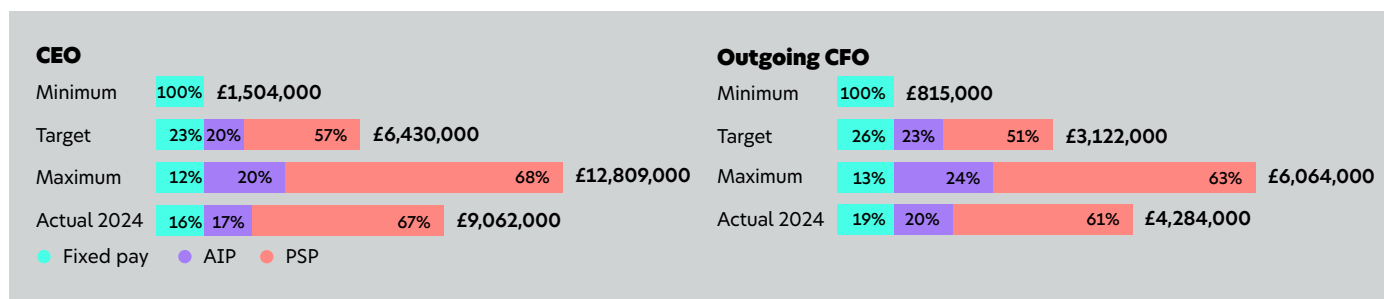 CEO
Minimum 100% £1,504,000
Target 23% 20% 57% £6,430,000
Maximum 12% 20% 68% £12,809,000
Actual 2024 16% 17% 67% £9,062,000
Fixed pay AIP PSP
Outgoing CFO
Minimum 100% £815,000
Target 26% 23% 51% £3,122,000
Maximum 13% 24% 63% £6,064,000
Actual 2024 19% 20% 61% £4,284,000